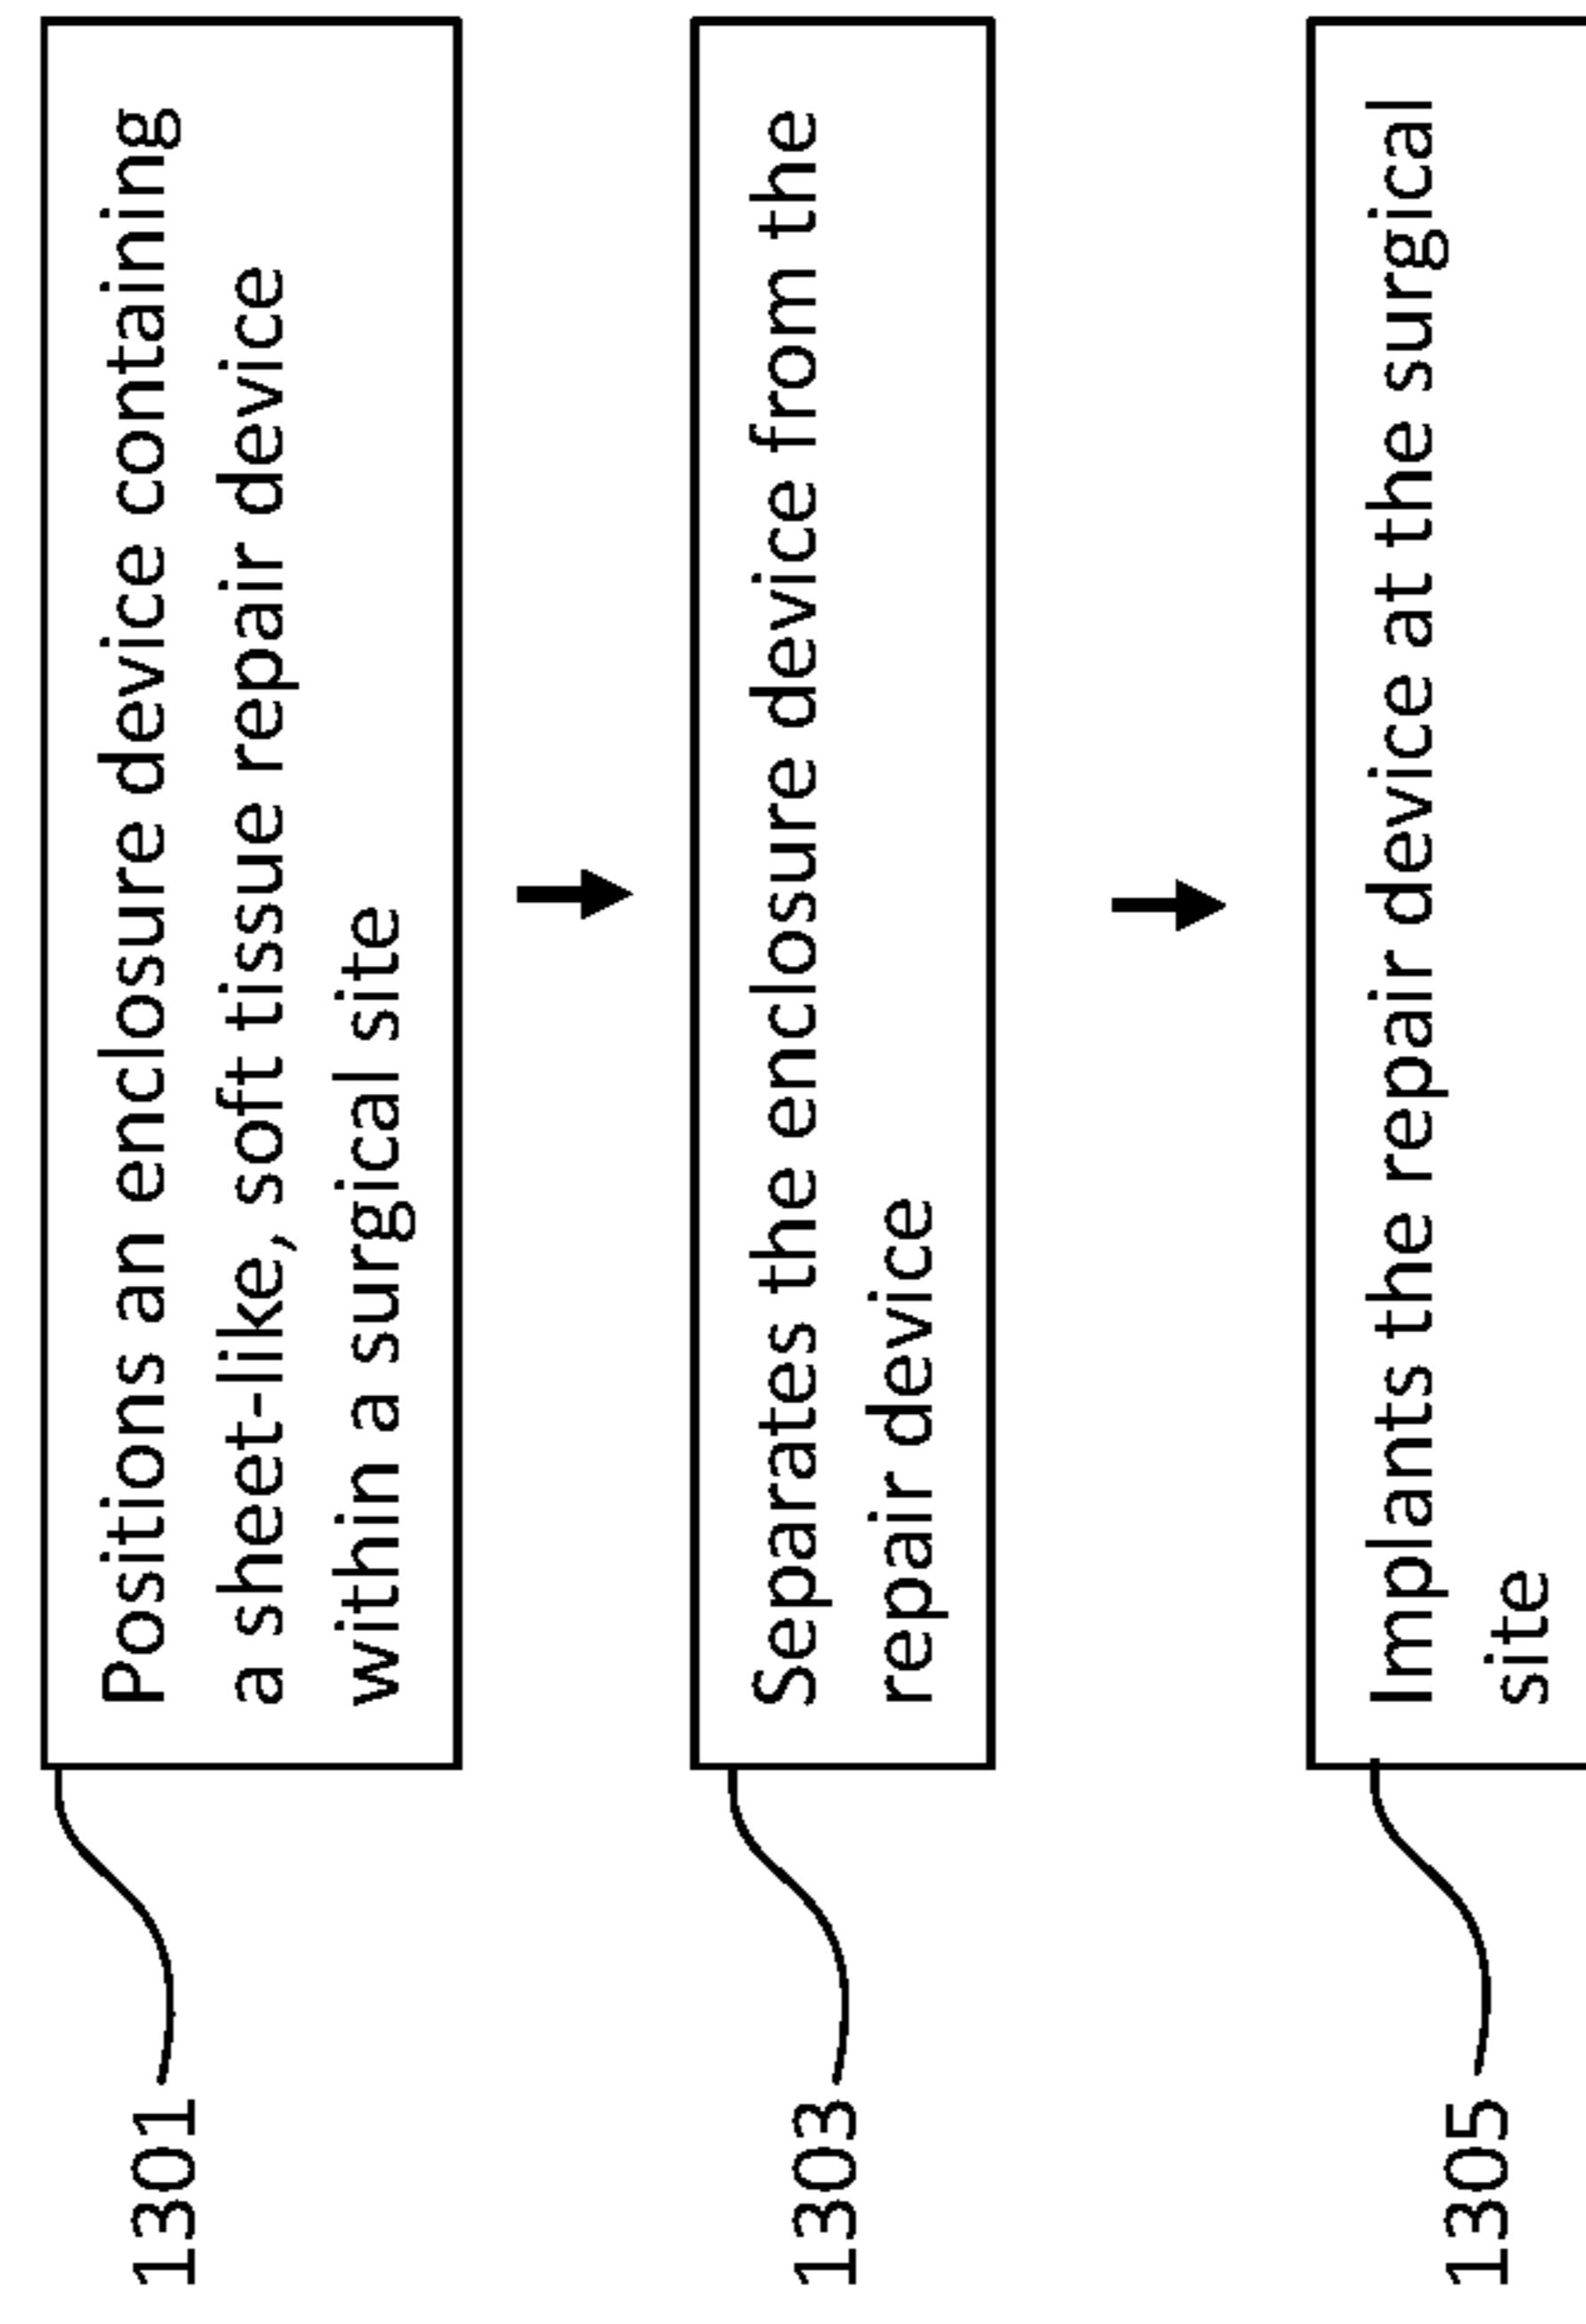 1301
Positions an enclosure device containing
a sheet-like, soft tissue repair device
within a surgical site
1303
Separates the enclosure device from the
repair device
1305
Implants the repair device at the surgical
site